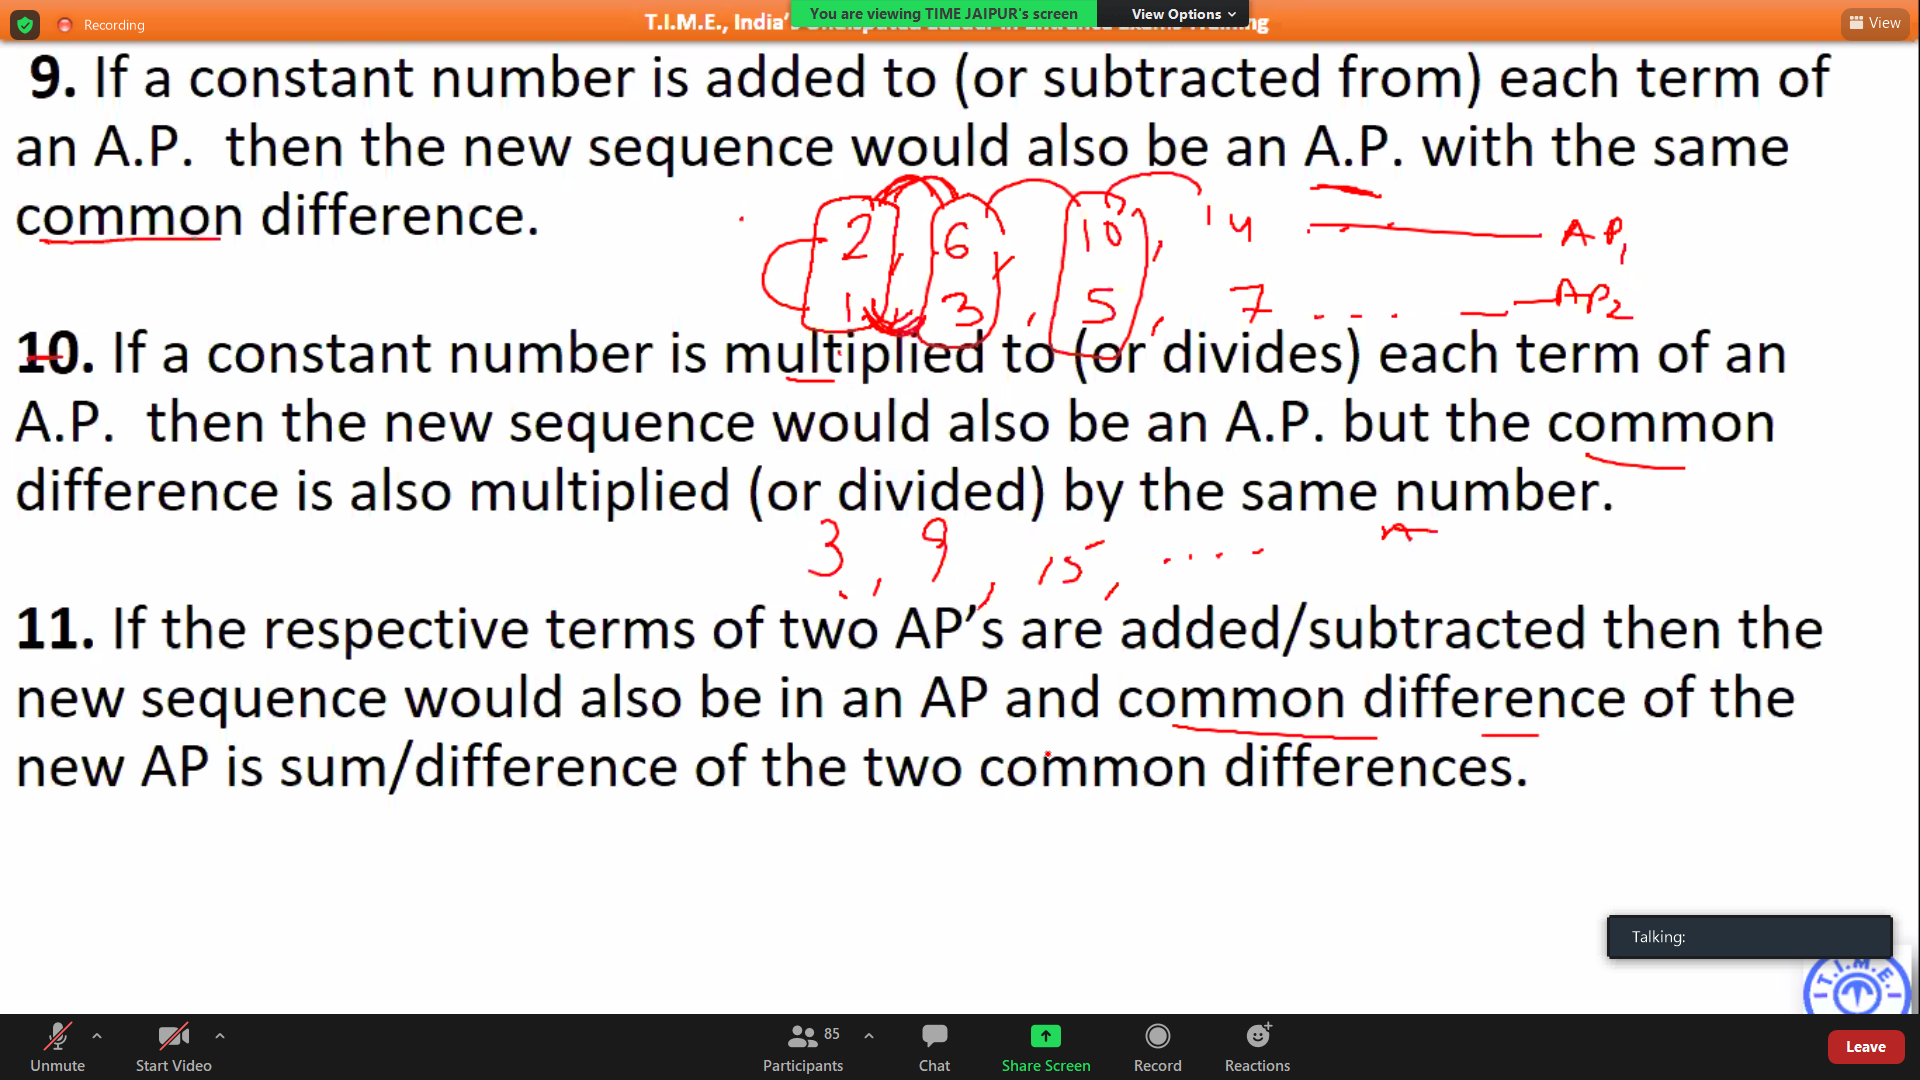 Recording
You are viewing TIME JAIPUR's screen
View Options
View
T.I.M.E., India's
9. If a constant number is added to (or subtracted from) each term of
an A.P. then the new sequence would also be an A.P. with the same
common difference.
2, 6, 10, 14 AP1
1, 3, 5, 7 .... AP2
10. If a constant number is multiplied to (or divides) each term of an
A.P. then the new sequence would also be an A.P. but the common
difference is also multiplied (or divided) by the same number.
3, 9, 15, ....
11. If the respective terms of two AP's are added/subtracted then the
new sequence would also be in an AP and common difference of the
new AP is sum/difference of the two common differences.
Talking:
T.I.M.E.
Unmute
Start Video
85
Participants
Chat
Share Screen
Record
Reactions
Leave